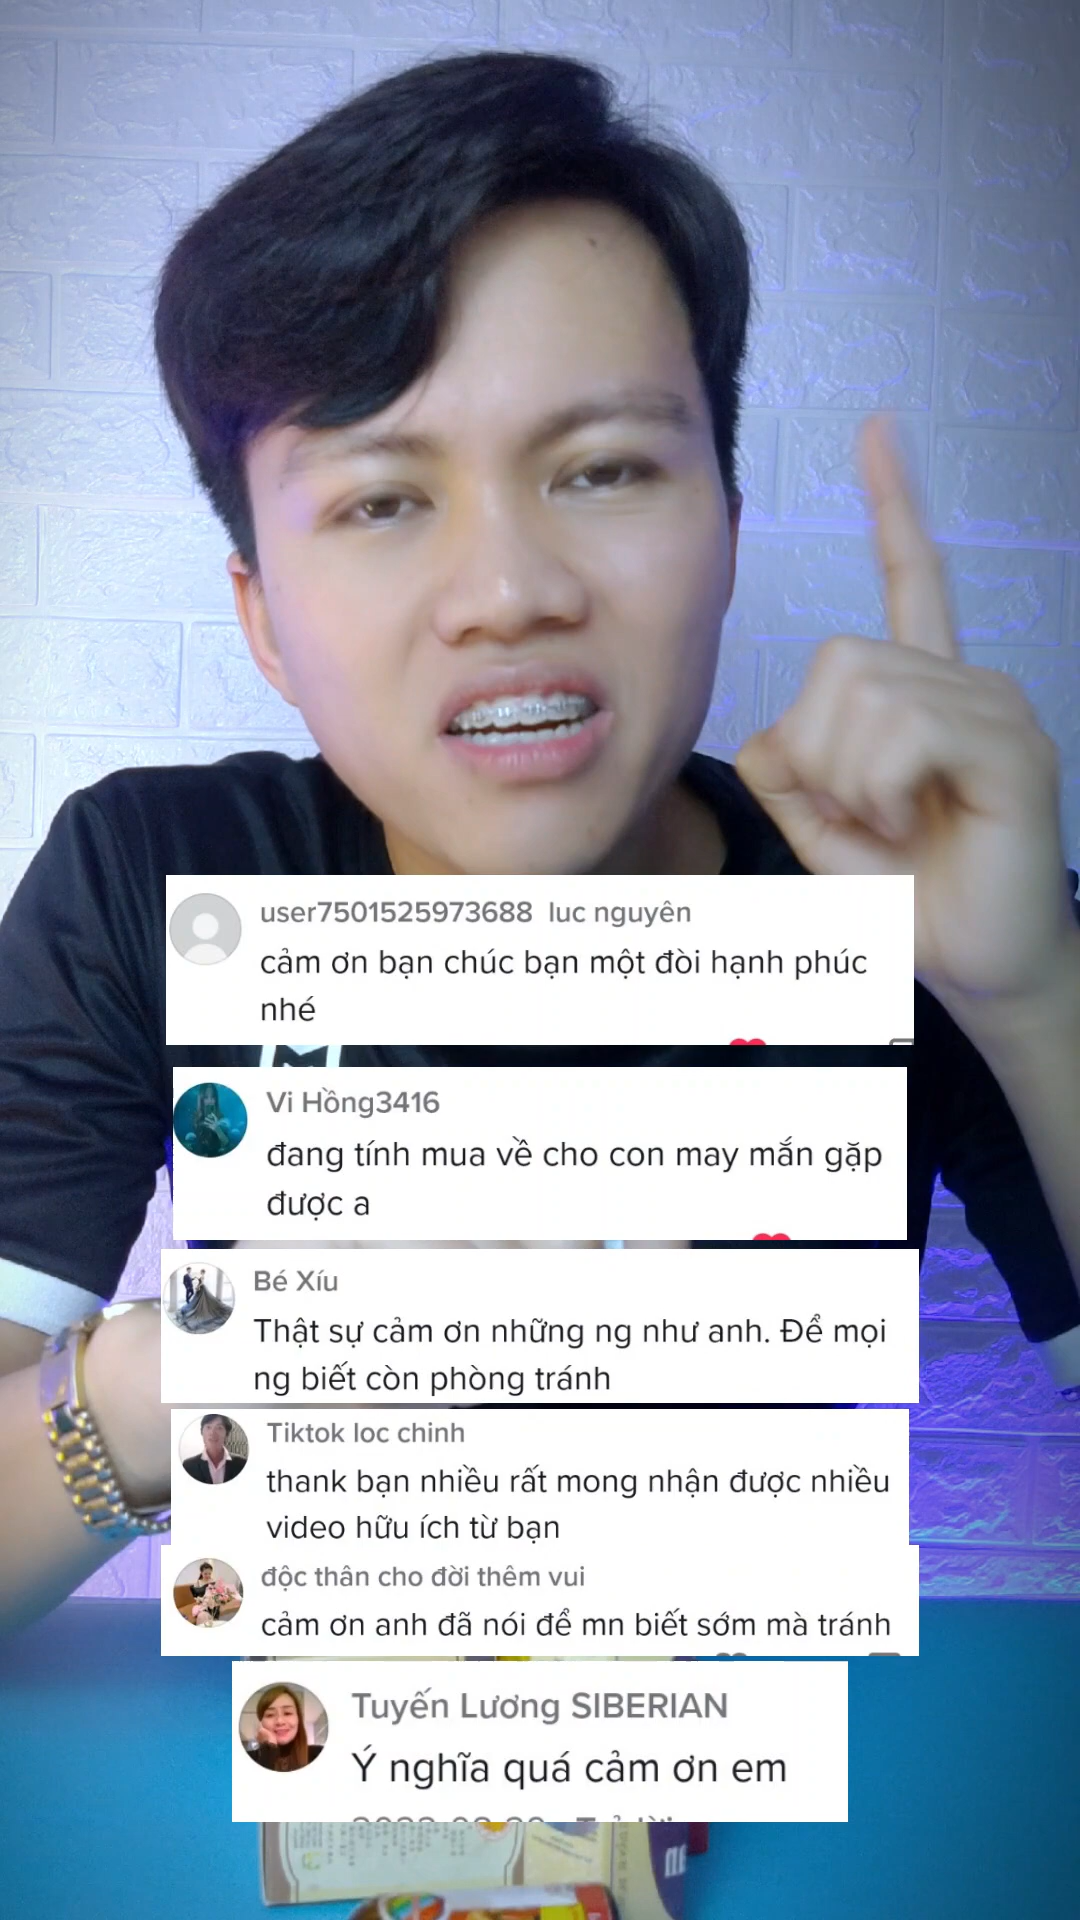 user7501525973688 luc nguyên
cảm ơn bạn chúc bạn một đòi hạnh phúc
nhé
Vi Hồng3416
đang tính mua về cho con may mắn gặp
được a
Bé Xíu
Thật sự cảm ơn những ng như anh. Để mọi
ng biết còn phòng tránh
Tiktok loc chinh
thank bạn nhiều rất mong nhận được nhiều
video hữu ích từ bạn
độc thân cho đời thêm vui
cảm ơn anh đã nói để mn biết sớm mà tránh
Tuyến Lương SIBERIAN
Ý nghĩa quá cảm ơn em